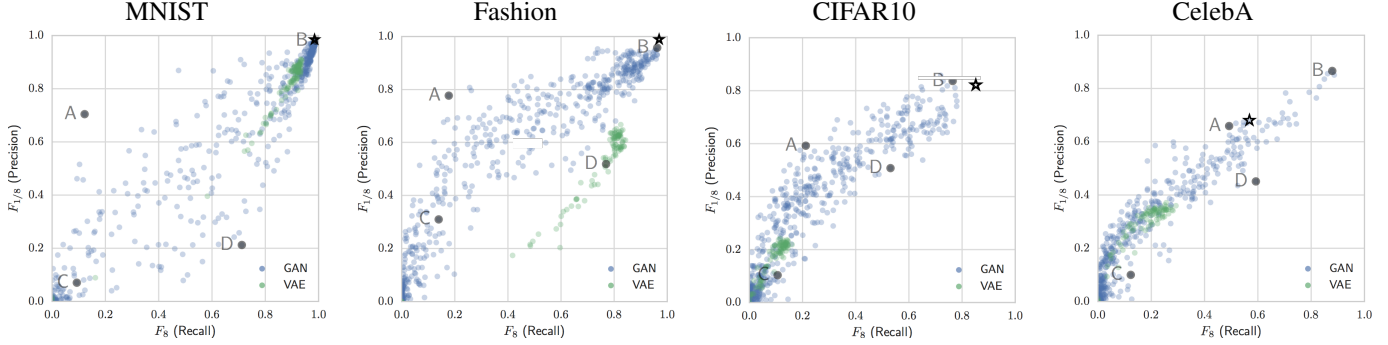 MNIST
1.0
0.8
0.6
0.4
0.2
0.0
0.0 0.2 0.4 0.6 0.8 1.0
F1/8 (Precision)
F8 (Recall)
A
B
C
D
GAN
VAE
Fashion
1.0
0.8
0.6
0.4
0.2
0.0
0.0 0.2 0.4 0.6 0.8 1.0
F1/8 (Precision)
F8 (Recall)
A
B
C
D
GAN
VAE
CIFAR10
1.0
0.8
0.6
0.4
0.2
0.0
0.0 0.2 0.4 0.6 0.8 1.0
F1/8 (Precision)
F8 (Recall)
A
B
C
D
GAN
VAE
CelebA
1.0
0.8
0.6
0.4
0.2
0.0
0.0 0.2 0.4 0.6 0.8 1.0
F1/8 (Precision)
F8 (Recall)
A
B
C
D
GAN
VAE